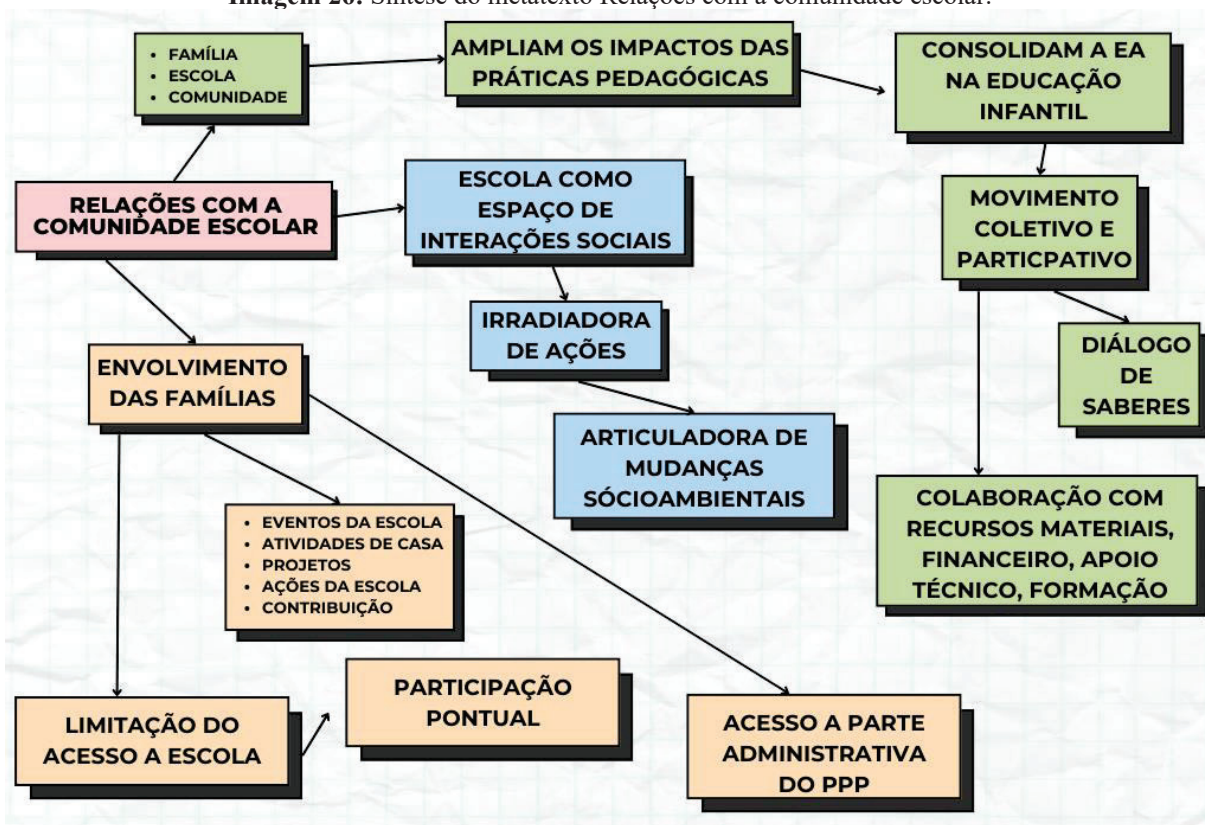 Imagem 20: Síntese do metatexto Relações com a comunidade escolar.
• FAMÍLIA
• ESCOLA
• COMUNIDADE
AMPLIAM OS IMPACTOS DAS
PRÁTICAS PEDAGÓGICAS
CONSOLIDAM A EA
NA EDUCAÇÃO
INFANTIL
RELAÇÕES COM A
COMUNIDADE ESCOLAR
ESCOLA COMO
ESPAÇO DE
INTERAÇÕES SOCIAIS
MOVIMENTO
COLETIVO E
PARTICPATIVO
IRRADIADORA
DE AÇÕES
DIÁLOGO
DE
SABERES
ENVOLVIMENTO
DAS FAMÍLIAS
ARTICULADORA DE
MUDANÇAS
SÓCIOAMBIENTAIS
COLABORAÇÃO COM
RECURSOS MATERIAIS,
FINANCEIRO, APOIO
TÉCNICO, FORMAÇÃO
• EVENTOS DA ESCOLA
• ATIVIDADES DE CASA
• PROJETOS
• AÇÕES DA ESCOLA
• CONTRIBUIÇÃO
LIMITAÇÃO DO
ACESSO A ESCOLA
PARTICIPAÇÃO
PONTUAL
ACESSO A PARTE
ADMINISTRATIVA
DO PPP